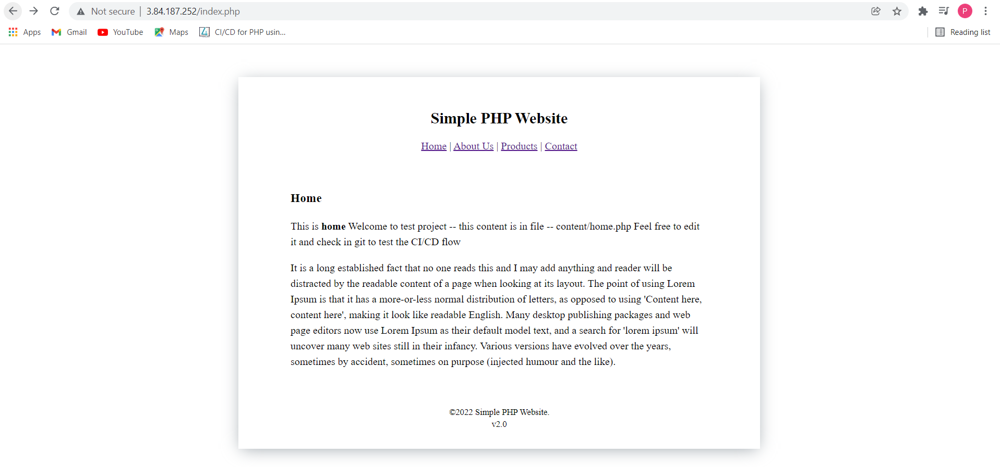 Not secure | 3.84.187.252/index.php
P
Apps Gmail YouTube Maps CI/CD for PHP usin... Reading list
Simple PHP Website
Home | About Us | Products | Contact
Home
This is home Welcome to test project -- this content is in file -- content/home.php Feel free to edit
it and check in git to test the CI/CD flow
It is a long established fact that no one reads this and I may add anything and reader will be
distracted by the readable content of a page when looking at its layout. The point of using Lorem
Ipsum is that it has a more-or-less normal distribution of letters, as opposed to using 'Content here,
content here', making it look like readable English. Many desktop publishing packages and web
page editors now use Lorem Ipsum as their default model text, and a search for 'lorem ipsum' will
uncover many web sites still in their infancy. Various versions have evolved over the years,
sometimes by accident, sometimes on purpose (injected humour and the like).
©2022 Simple PHP Website.
v2.0